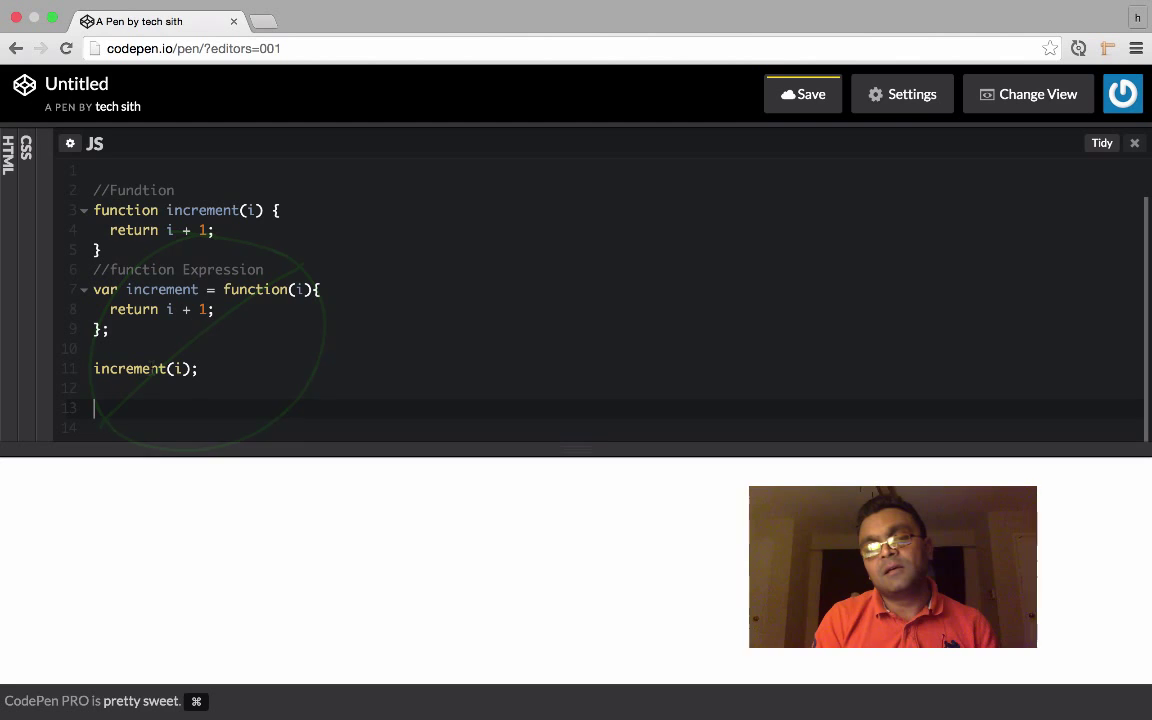 A Pen by tech sith
h
codepen.io/pen/?editors=001
Untitled
A PEN BY tech sith
Save
Settings
Change View
HTML
CSS
JS
Tidy
1
2 //Fundtion
3 function increment(i) {
4 return i + 1;
5 }
6 //function Expression
7 var increment = function(i){
8 return i + 1;
9 };
10
11 increment(i);
12
13
14
CodePen PRO is pretty sweet. ⌘